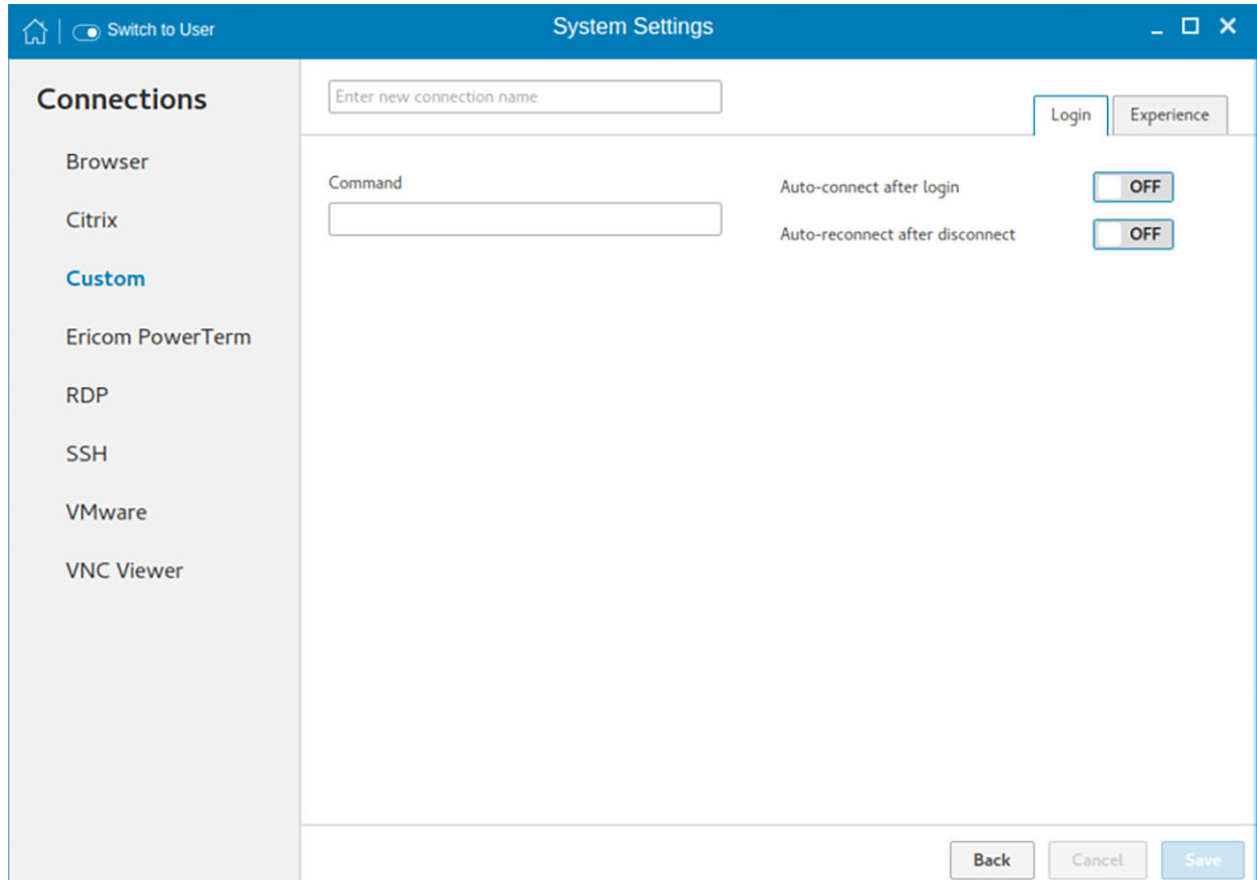 Switch to User
System Settings
Connections
Browser
Citrix
Custom
Ericom PowerTerm
RDP
SSH
VMware
VNC Viewer
Enter new connection name
Login
Experience
Command
Auto-connect after login OFF
Auto-reconnect after disconnect OFF
Back
Cancel
Save